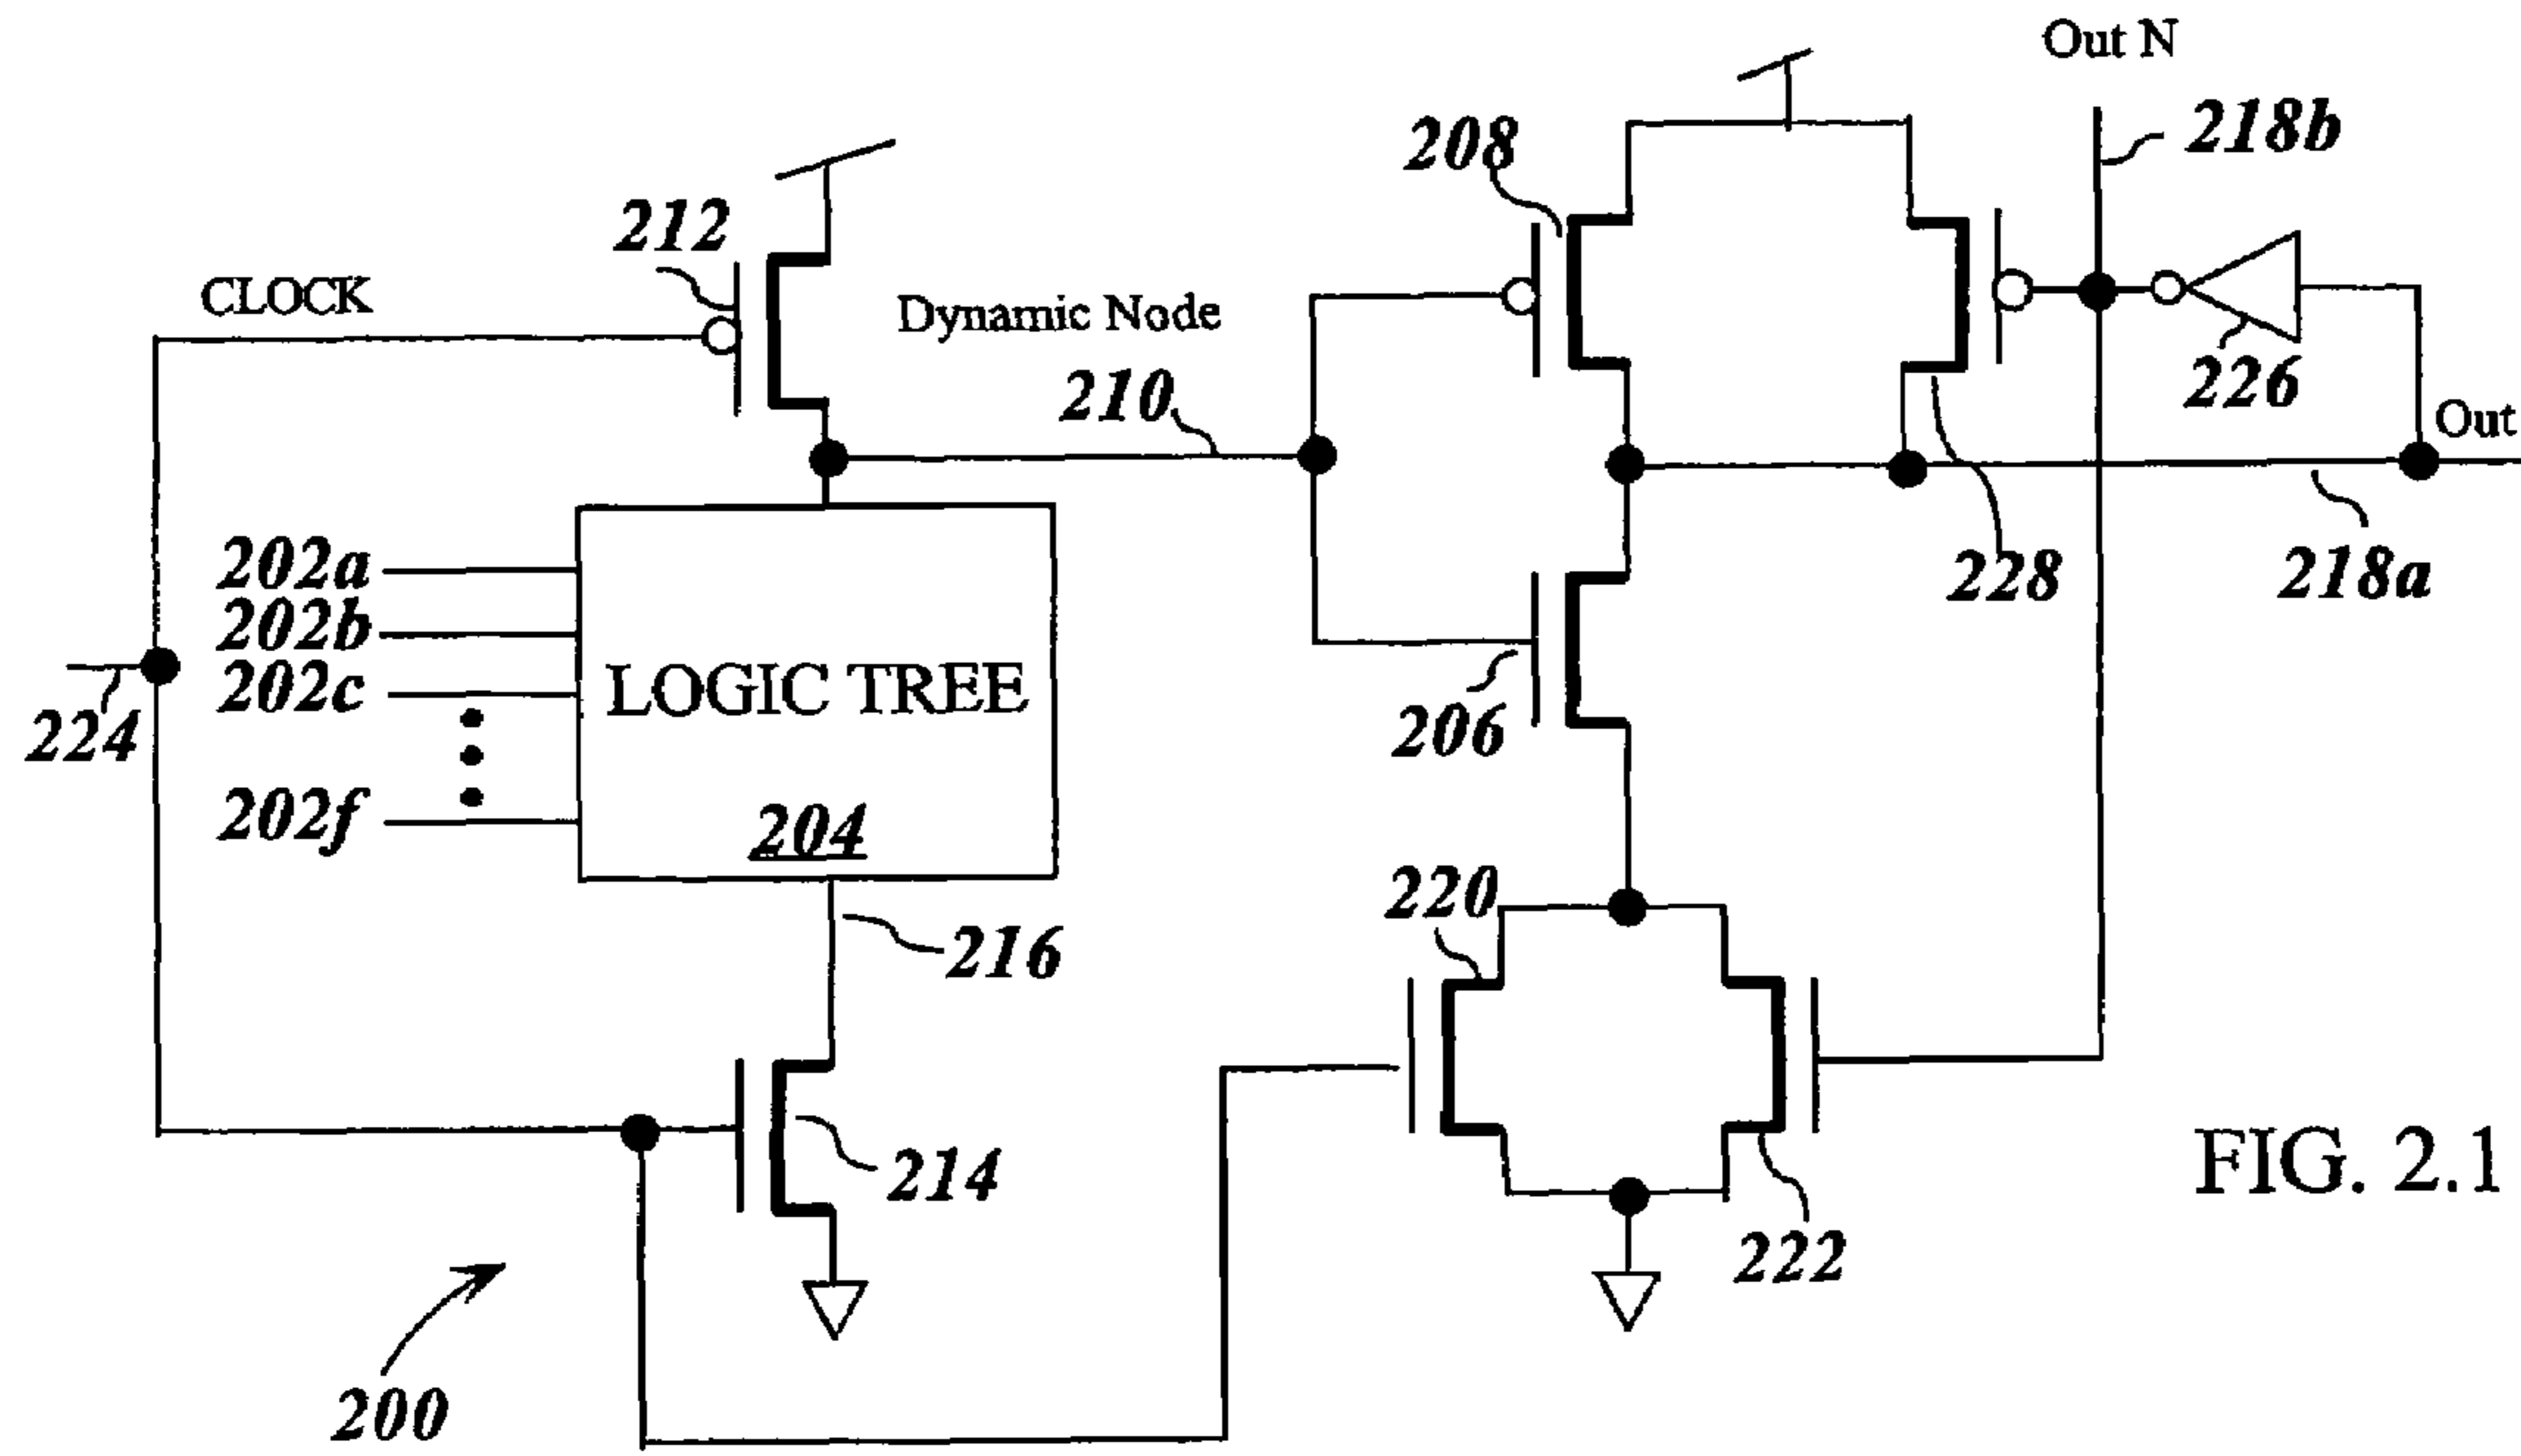 Out N
218b
208
212
CLOCK
Dynamic Node
210
226
Out
202a
202b
202c
202f
224
LOGIC TREE
204
206
228
218a
220
216
214
222
FIG. 2.1
200